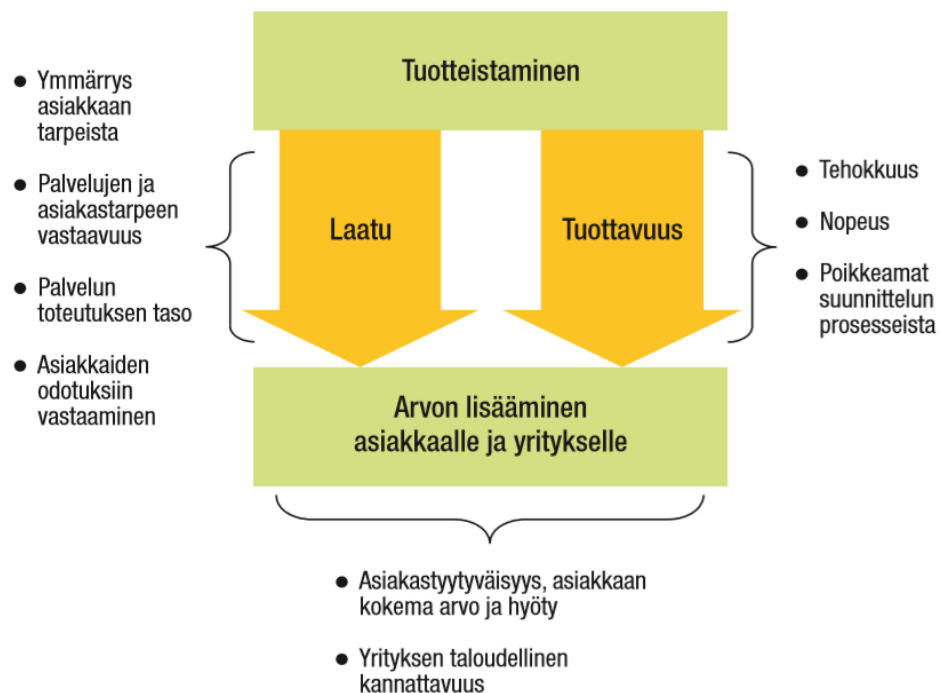 Tuotteistaminen
● Ymmärrys
asiakkaan
tarpeista
● Palvelujen ja
asiakastarpeen
vastaavuus
● Palvelun
toteutuksen taso
● Asiakkaiden
odotuksiin
vastaaminen
Laatu
Tuottavuus
● Tehokkuus
● Nopeus
● Poikkeamat
suunnittelun
prosesseista
Arvon lisääminen
asiakkaalle ja yritykselle
● Asiakastyytyväisyys, asiakkaan
kokema arvo ja hyöty
● Yrityksen taloudellinen
kannattavuus